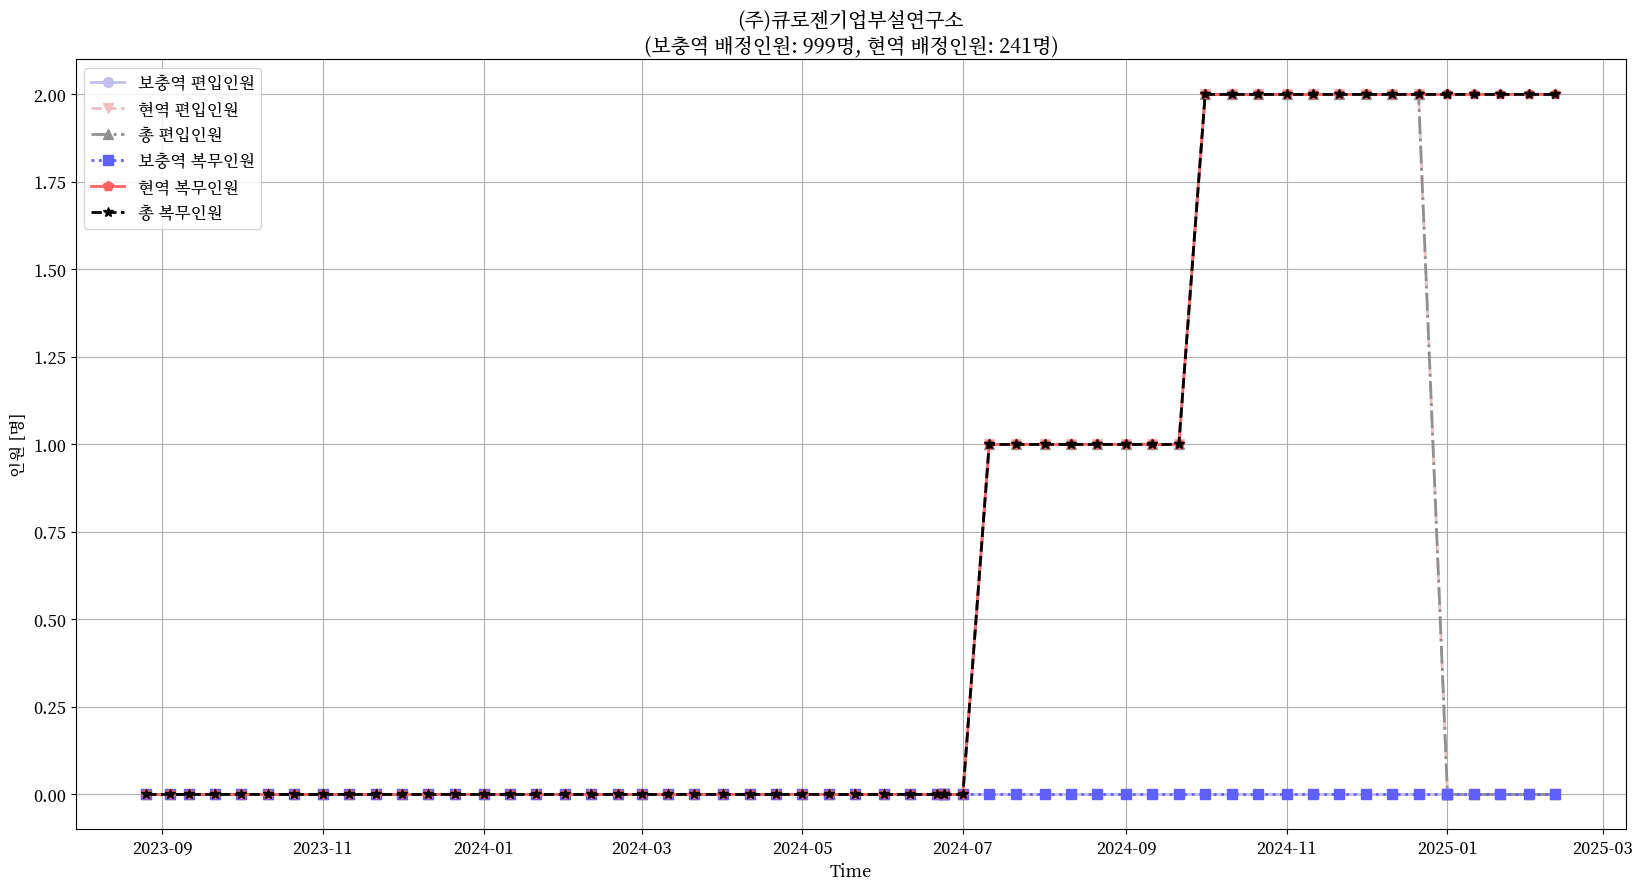 (주)큐로젠기업부설연구소
(보충역 배정인원: 999명, 현역 배정인원: 241명)
보충역 편입인원
현역 편입인원
총 편입인원
보충역 복무인원
현역 복무인원
총 복무인원
2.00
1.75
1.50
1.25
1.00
0.75
0.50
0.25
0.00
인원 [명]
2023-09 2023-11 2024-01 2024-03 2024-05 2024-07 2024-09 2024-11 2025-01 2025-03
Time